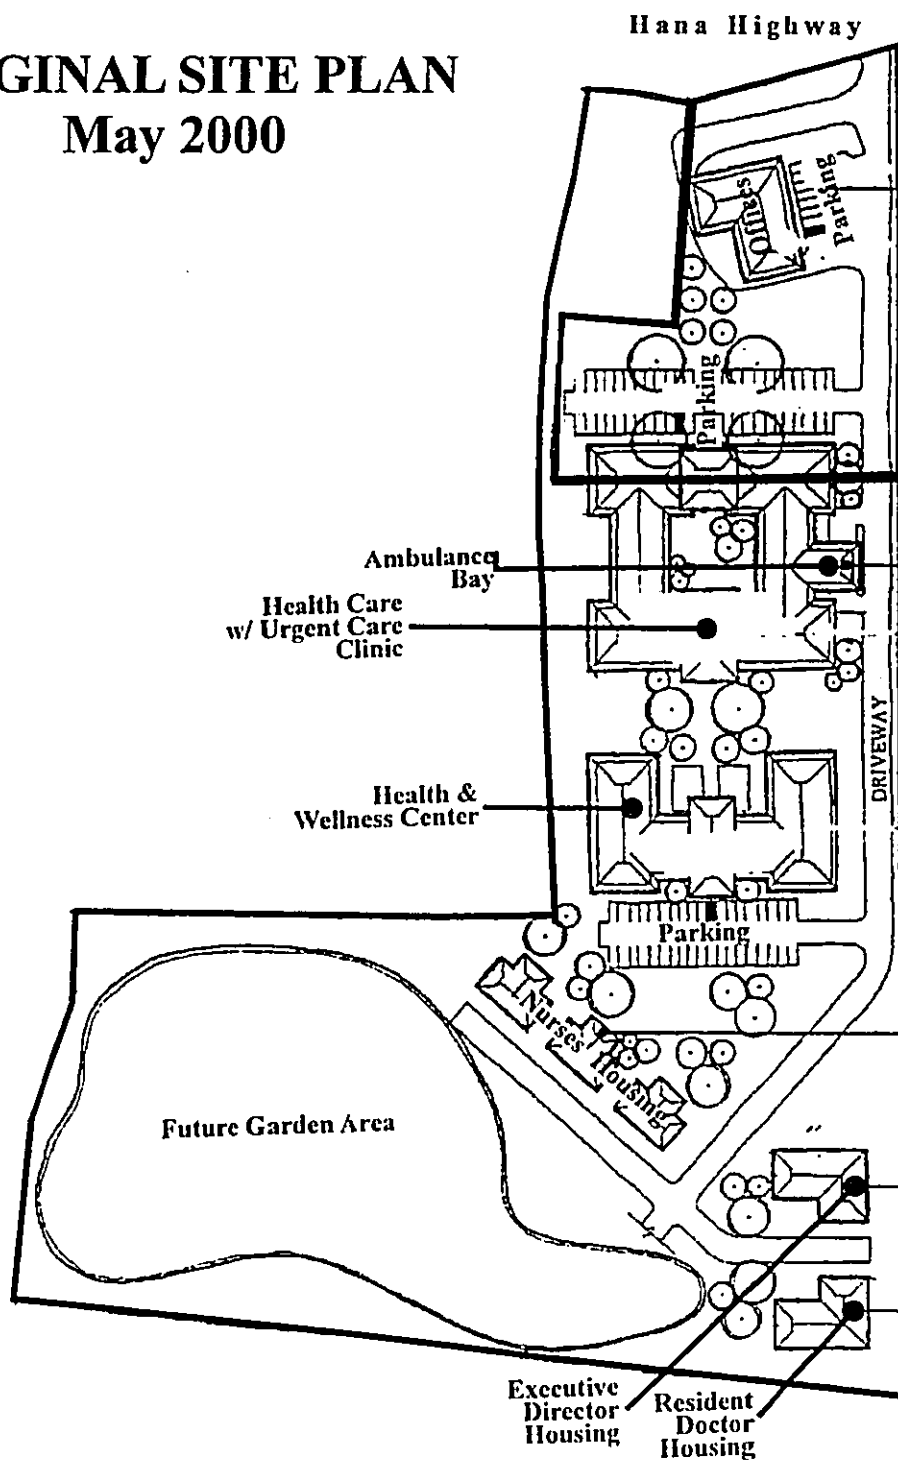 Hana Highway
GINAL SITE PLAN
May 2000
Offices
Parking
Parking
Ambulance
Bay
Health Care
w/ Urgent Care
Clinic
DRIVEWAY
Health &
Wellness Center
Parking
Nurses' Housing
Future Garden Area
Executive
Director
Housing
Resident
Doctor
Housing